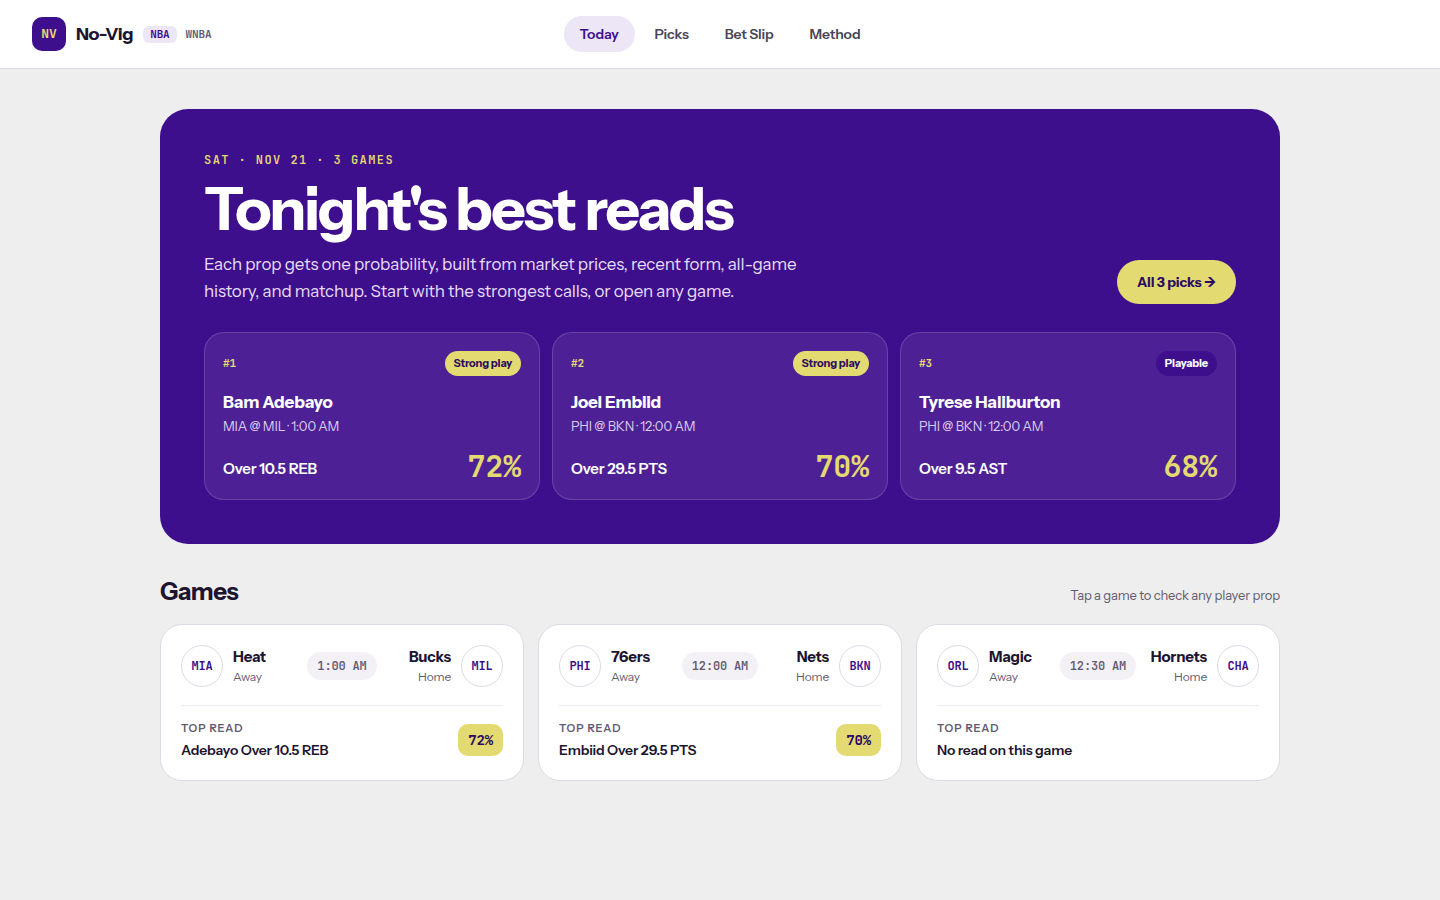 NV No-Vig NBA WNBA Today Picks Bet Slip Method
SAT · NOV 21 · 3 GAMES
Tonight's best reads
Each prop gets one probability, built from market prices, recent form, all-game
history, and matchup. Start with the strongest calls, or open any game.
All 3 picks →
#1 Strong play
Bam Adebayo
MIA @ MIL · 1:00 AM
Over 10.5 REB 72%
#2 Strong play
Joel Embiid
PHI @ BKN · 12:00 AM
Over 29.5 PTS 70%
#3 Playable
Tyrese Haliburton
PHI @ BKN · 12:00 AM
Over 9.5 AST 68%
Games
Tap a game to check any player prop
MIA Heat 1:00 AM Bucks MIL
Away Home
TOP READ
Adebayo Over 10.5 REB 72%
PHI 76ers 12:00 AM Nets BKN
Away Home
TOP READ
Embiid Over 29.5 PTS 70%
ORL Magic 12:30 AM Hornets CHA
Away Home
TOP READ
No read on this game